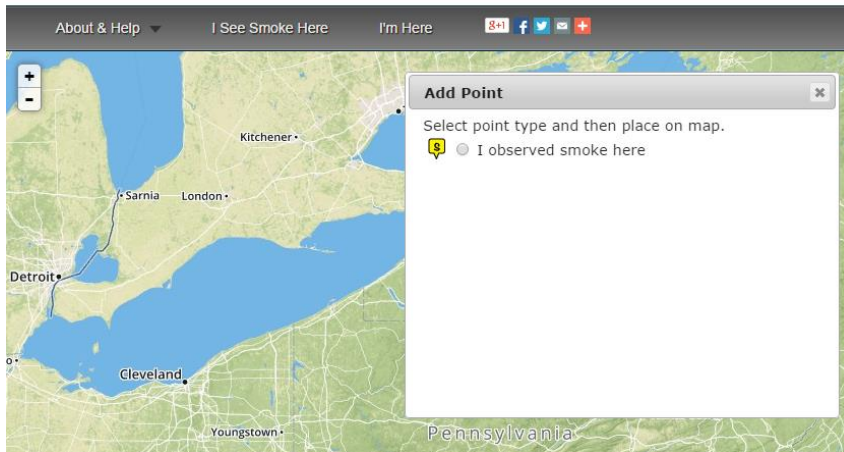 About & Help
I See Smoke Here
I'm Here
g+1
+
-
Add Point
Select point type and then place on map.
S
I observed smoke here
Kitchener
Sarnia
London
Detroit
Cleveland
Youngstown
Pennsylvania